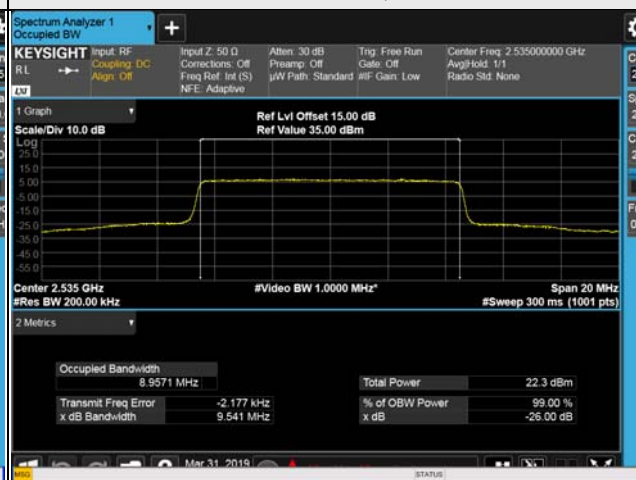 Spectrum Analyzer 1
Occupied BW
KEYSIGHT Input: RF Input Z: 50 Ω Atten: 30 dB Trig: Free Run Center Freq: 2.535000000 GHz
RL Coupling: DC Corrections: Off Preamp: Off Gate: Off Avg|Hold: 1/1
Align: Off Freq Ref: Int (S) µW Path: Standard #IF Gain: Low Radio Std: None
LXI NFE: Adaptive
1 Graph
Ref Lvl Offset 15.00 dB
Scale/Div 10.0 dB Ref Value 35.00 dBm
Log
25.0
15.0
5.00
-5.00
-15.0
-25.0
-35.0
-45.0
-55.0
Center 2.535 GHz #Video BW 1.0000 MHz* Span 20 MHz
#Res BW 200.00 kHz #Sweep 300 ms (1001 pts)
2 Metrics
Occupied Bandwidth
8.9571 MHz Total Power 22.3 dBm
Transmit Freq Error -2.177 kHz % of OBW Power 99.00 %
x dB Bandwidth 9.541 MHz x dB -26.00 dB
Mar 31, 2019
MSG STATUS